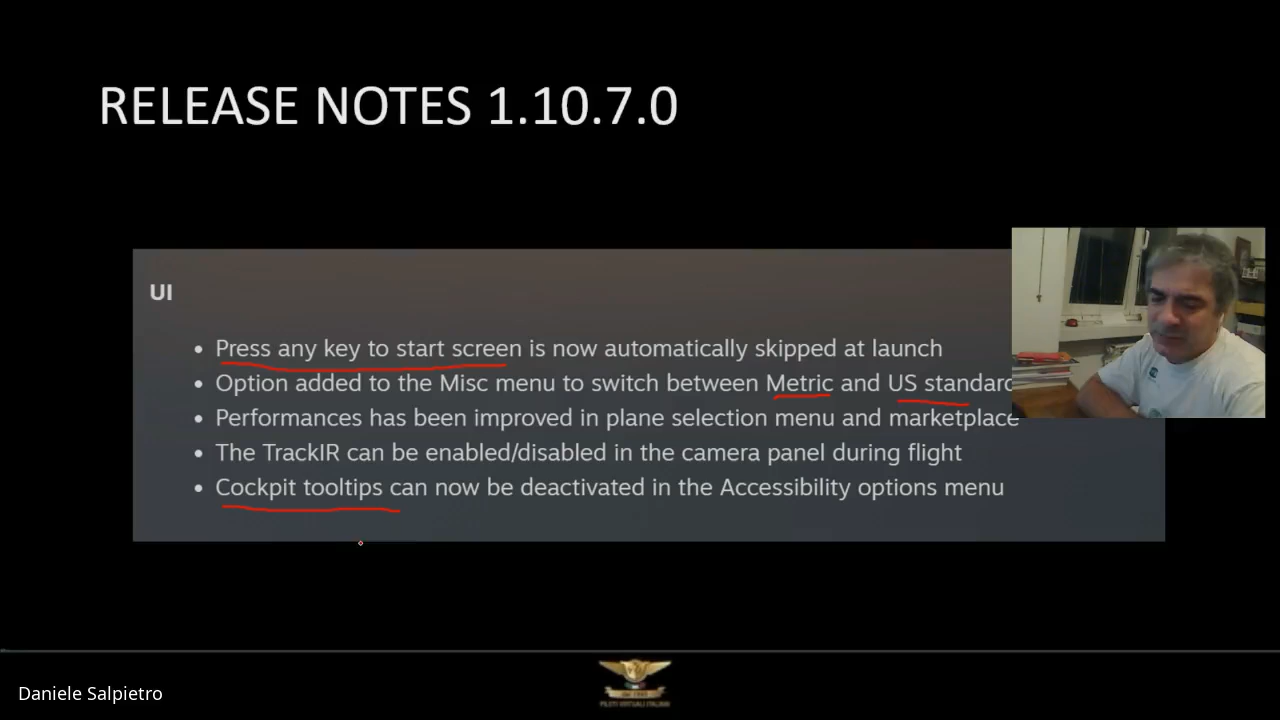 RELEASE NOTES 1.10.7.0
UI
• Press any key to start screen is now automatically skipped at launch
• Option added to the Misc menu to switch between Metric and US standard
• Performances has been improved in plane selection menu and marketplace
• The TrackIR can be enabled/disabled in the camera panel during flight
• Cockpit tooltips can now be deactivated in the Accessibility options menu
PILOTI VIRTUALI ITALIANI
Daniele Salpietro